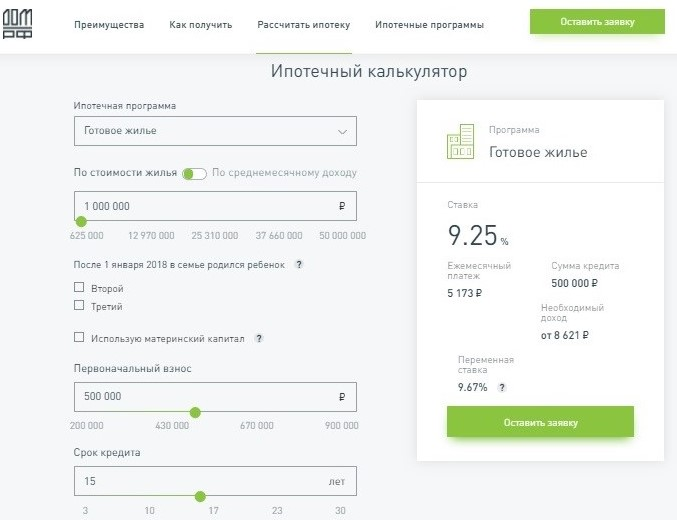 ДОМ
РФ
Преимущества
Как получить
Рассчитать ипотеку
Ипотечные программы
Оставить заявку
Ипотечный калькулятор
Ипотечная программа
Готовое жилье
По стоимости жилья
По среднемесячному доходу
1 000 000 ₽
625 000 12 970 000 25 310 000 37 660 000 50 000 000
После 1 января 2018 в семье родился ребенок ?
Второй
Третий
Использую материнский капитал ?
Первоначальный взнос
500 000 ₽
200 000 430 000 670 000 900 000
Срок кредита
15 лет
3 10 17 23 30
Программа
Готовое жилье
Ставка
9.25 %
Ежемесячный
платеж
5 173 ₽
Сумма кредита
500 000 ₽
Необходимый
доход
от 8 621 ₽
Переменная
ставка
9.67% ?
Оставить заявку